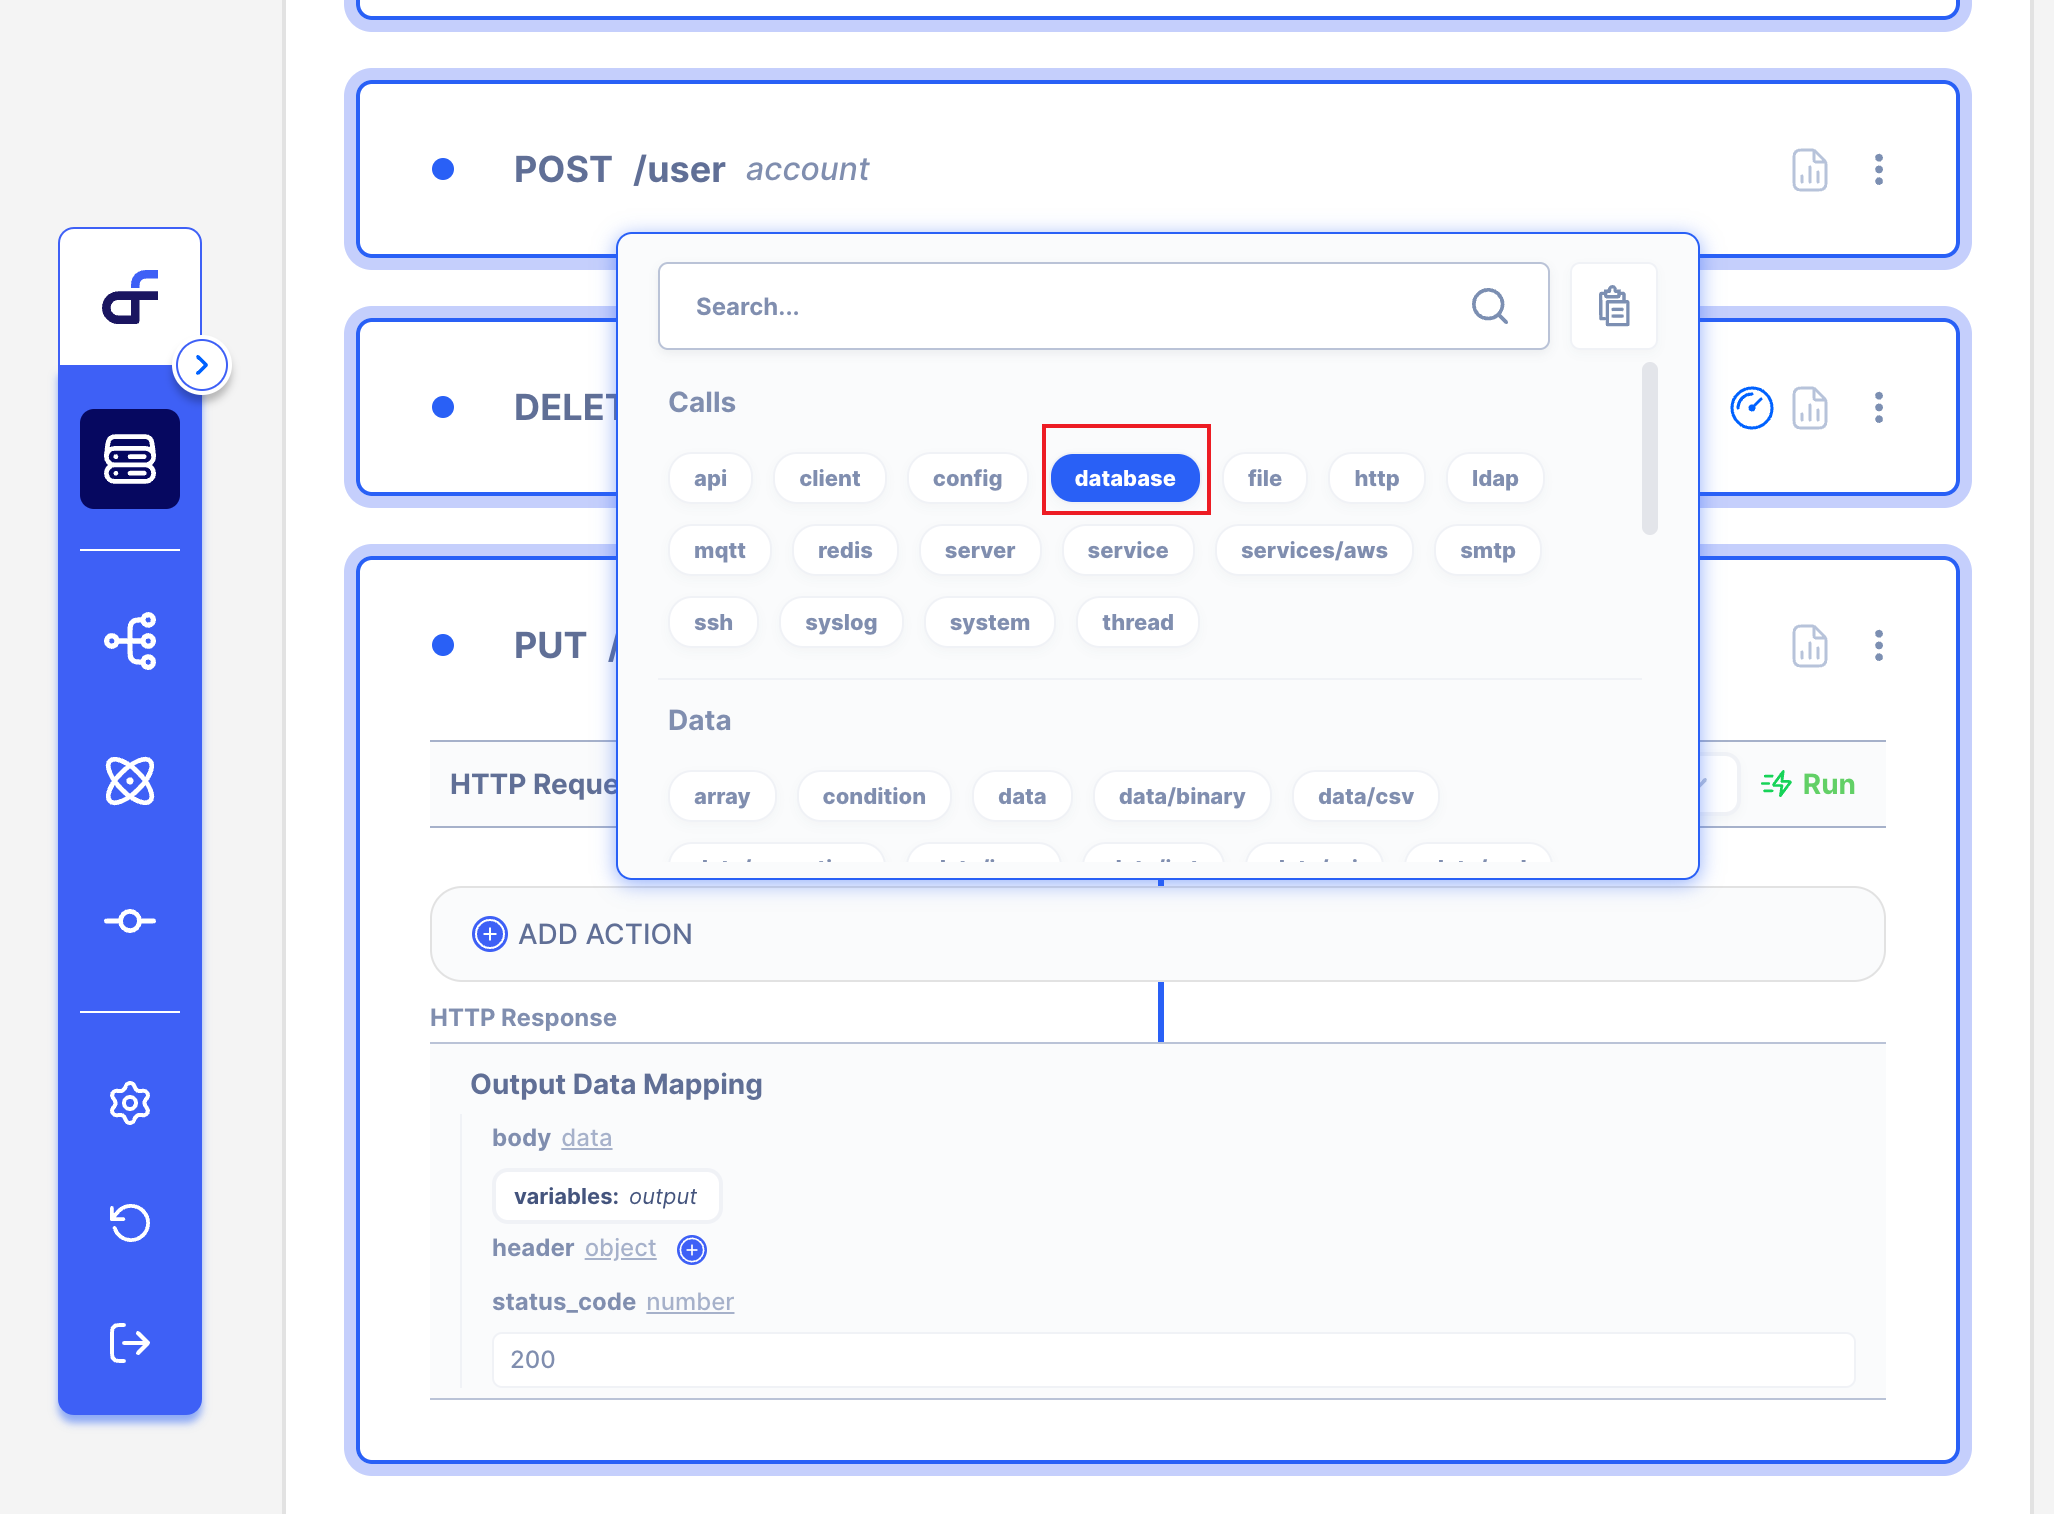 POST /user account
Search...
Calls
api client config database file http ldap
mqtt redis server service services/aws smtp
ssh syslog system thread
DELET
PUT /
Data
array condition data data/binary data/csv
HTTP Reque
Run
ADD ACTION
HTTP Response
Output Data Mapping
body data
variables: output
header object
status_code number
200